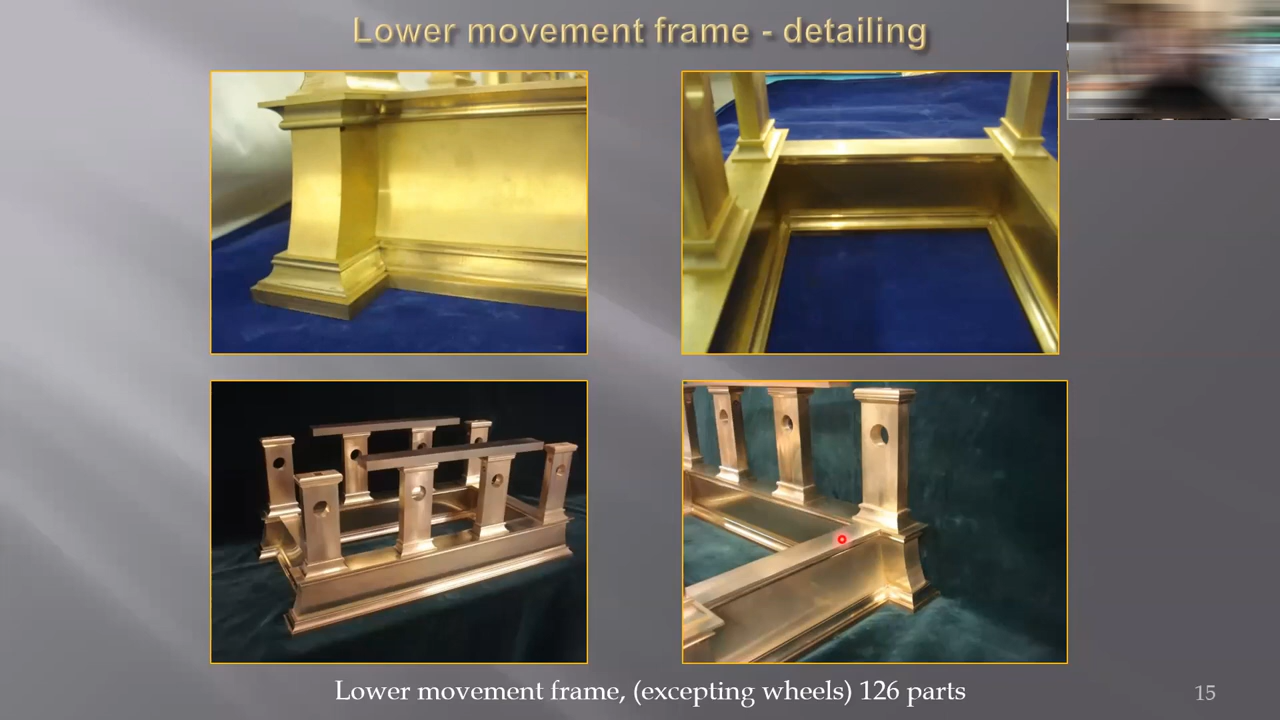 Lower movement frame - detailing
Lower movement frame, (excepting wheels) 126 parts
15